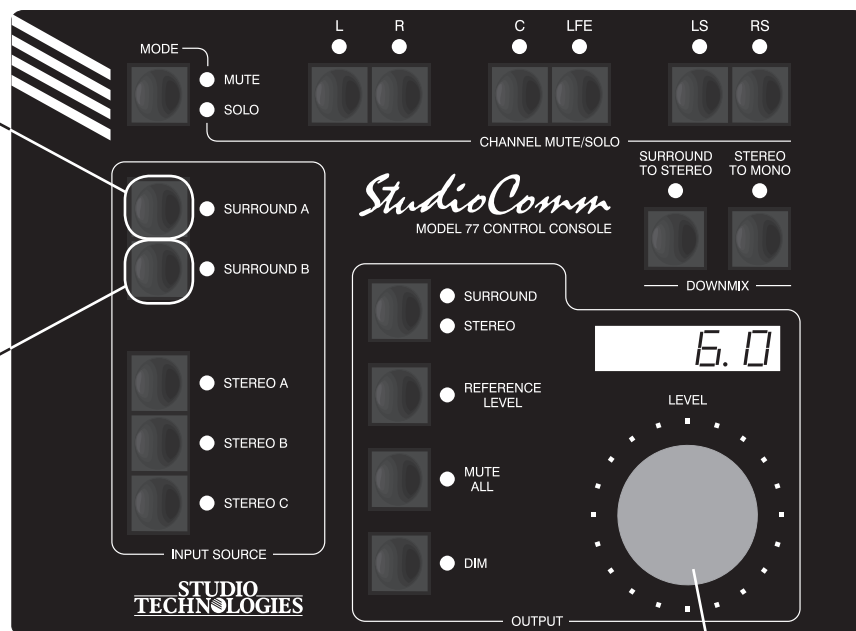 MODE
MUTE
SOLO
L
R
C
LFE
LS
RS
CHANNEL MUTE/SOLO
SURROUND
TO STEREO
STEREO
TO MONO
DOWNMIX
SURROUND A
SURROUND B
STEREO A
STEREO B
STEREO C
INPUT SOURCE
StudioComm
MODEL 77 CONTROL CONSOLE
SURROUND
STEREO
REFERENCE
LEVEL
MUTE
ALL
DIM
6.0
LEVEL
OUTPUT
STUDIO
TECHNOLOGIES